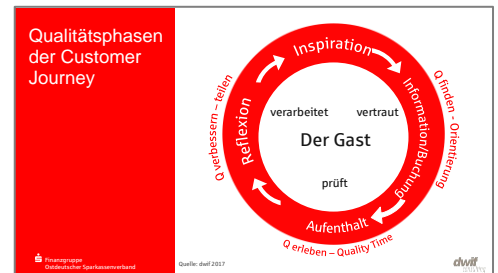 Qualitätsphasen
der Customer
Journey
Inspiration
Q finden - Orientierung
Information/Buchung
Q verbessern – teilen
Reflexion
verarbeitet
vertraut
Der Gast
prüft
Aufenthalt
Q erleben – Quality Time
Finanzgruppe
Ostdeutscher Sparkassenverband
Quelle: dwif 2017
dwif